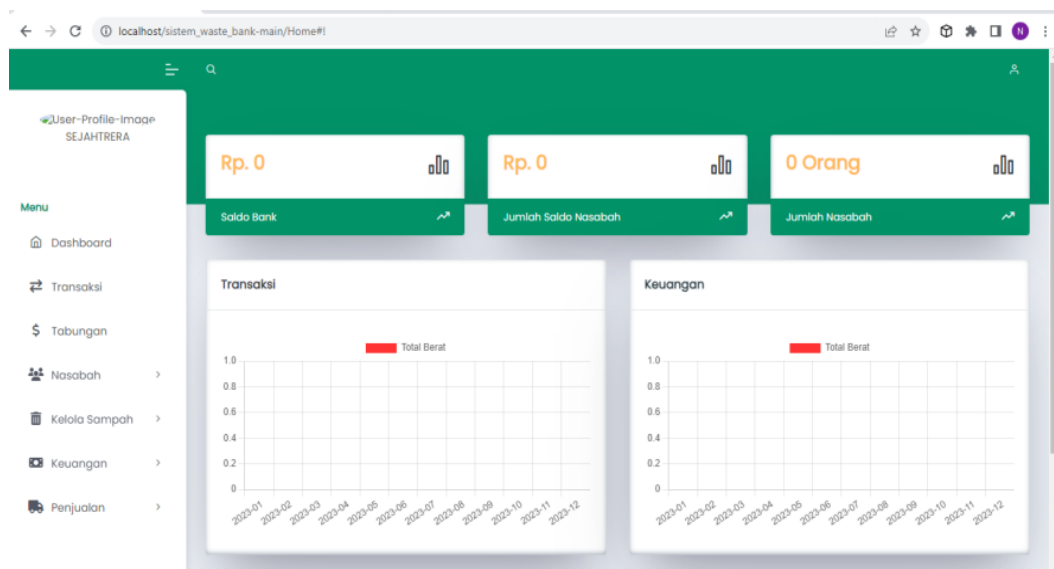 localhost/sistem_waste_bank-main/Home#!
N
User-Profile-Image
SEJAHTRERA
Menu
Dashboard
Transaksi
Tabungan
Nasabah
Kelola Sampah
Keuangan
Penjualan
Rp. 0
Saldo Bank
Rp. 0
Jumlah Saldo Nasabah
0 Orang
Jumlah Nasabah
Transaksi
Total Berat
1.0
0.8
0.6
0.4
0.2
0
2023-01 2023-02 2023-03 2023-04 2023-05 2023-06 2023-07 2023-08 2023-09 2023-10 2023-11 2023-12
Keuangan
Total Berat
1.0
0.8
0.6
0.4
0.2
0
2023-01 2023-02 2023-03 2023-04 2023-05 2023-06 2023-07 2023-08 2023-09 2023-10 2023-11 2023-12